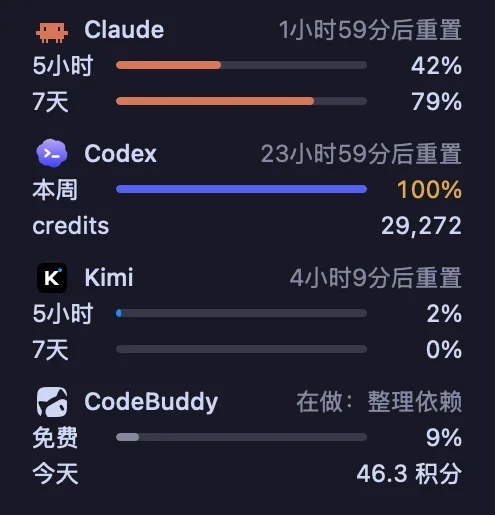 Claude 1小时59分后重置
5小时 42%
7天 79%
Codex 23小时59分后重置
本周 100%
credits 29,272
K Kimi 4小时9分后重置
5小时 2%
7天 0%
CodeBuddy 在做：整理依赖
免费 9%
今天 46.3 积分